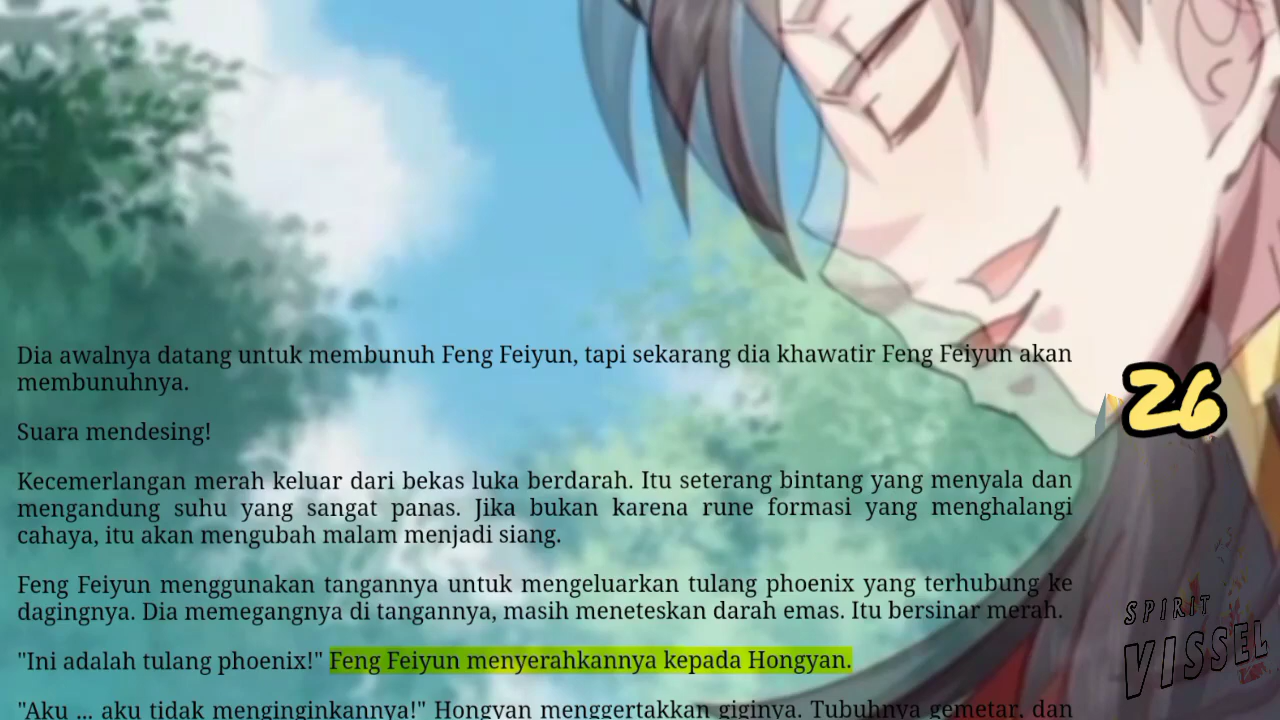 Dia awalnya datang untuk membunuh Feng Feiyun, tapi sekarang dia khawatir Feng Feiyun akan
membunuhnya.
Suara mendesing!
Kecemerlangan merah keluar dari bekas luka berdarah. Itu seterang bintang yang menyala dan
mengandung suhu yang sangat panas. Jika bukan karena rune formasi yang menghalangi
cahaya, itu akan mengubah malam menjadi siang.
Feng Feiyun menggunakan tangannya untuk mengeluarkan tulang phoenix yang terhubung ke
dagingnya. Dia memegangnya di tangannya, masih meneteskan darah emas. Itu bersinar merah.
"Ini adalah tulang phoenix!" Feng Feiyun menyerahkannya kepada Hongyan.
"Aku ... aku tidak menginginkannya!" Hongyan menggertakkan giginya. Tubuhnya gemetar, dan
26
SPIRIT
VISSEL